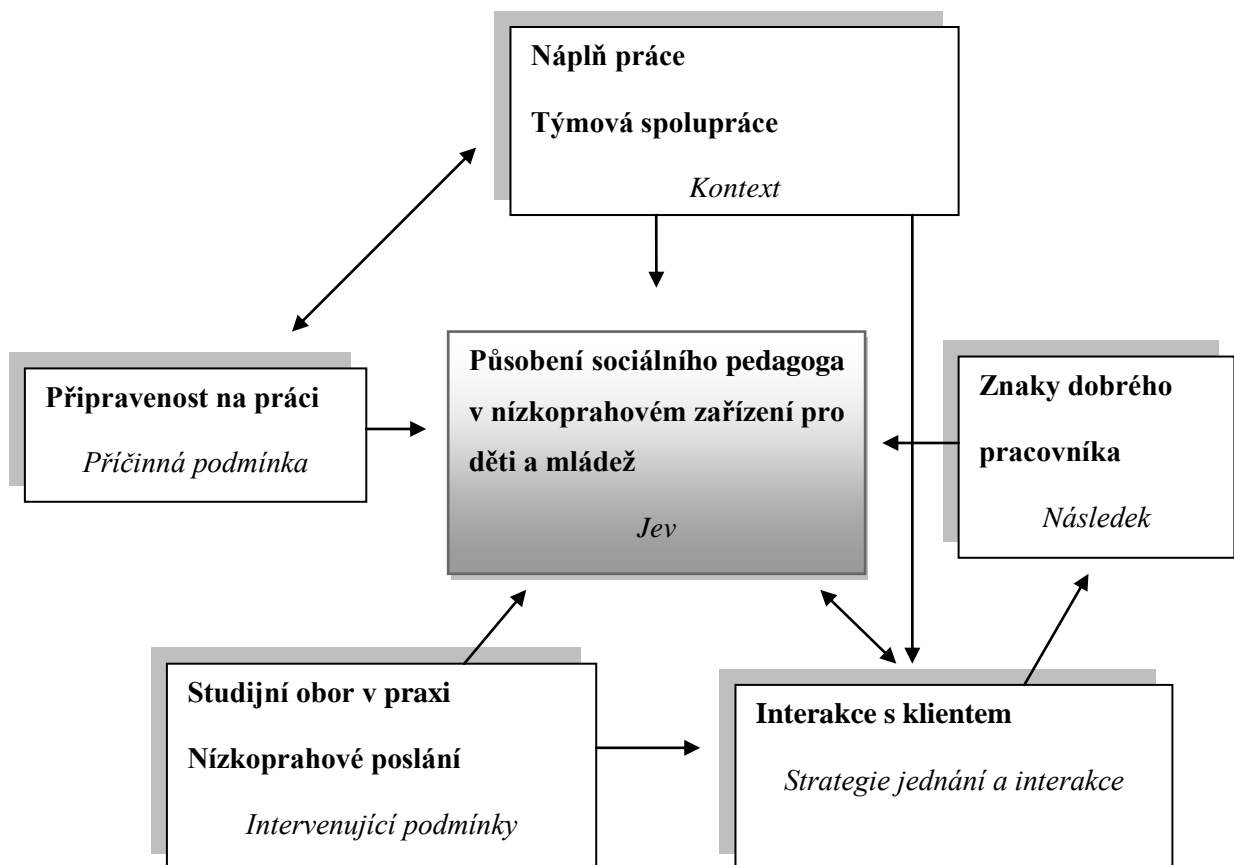 Náplň práce
Týmová spolupráce
Kontext
Připravenost na práci
Příčinná podmínka
Působení sociálního pedagoga
v nízkoprahovém zařízení pro
děti a mládež
Jev
Znaky dobrého
pracovníka
Následek
Studijní obor v praxi
Nízkoprahové poslání
Intervenující podmínky
Interakce s klientem
Strategie jednání a interakce